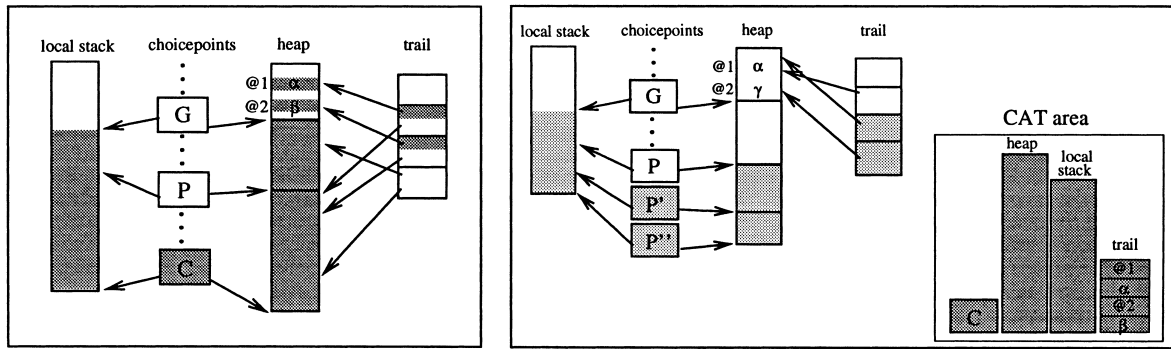 local stack choicepoints heap trail
@1 α
@2 β
G
P
C
local stack choicepoints heap trail
@1 α
@2 γ
G
P
P'
P''
CAT area
heap
local
stack
trail
@1
α
@2
β
C